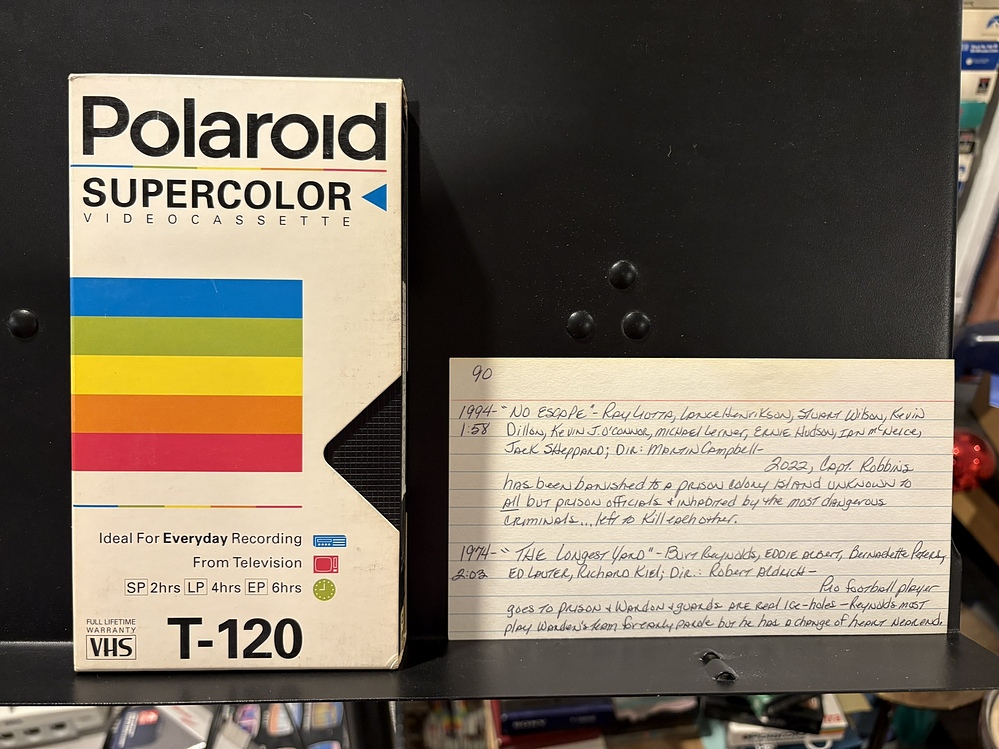 Polaroid
SUPERCOLOR
VIDEOCASSETTE
Ideal For Everyday Recording
From Television
SP 2hrs LP 4hrs EP 6hrs
FULL LIFETIME
WARRANTY
VHS
T-120
90
1994- "NO ESCAPE" - RAY LIOTTA, LANCE HENRIKSON, STUART WILSON, KEVIN
1:58 DILLON, KEVIN J. O'CONNOR, MICHAEL LERNER, ERNIE HUDSON, IAN McNEICE,
JACK SHEPPARD; DIR: MARTIN CAMPBELL-
2022, CAPT. ROBBINS
HAS BEEN BANISHED TO A PRISON COLONY ISLAND UNKNOWN TO
All BUT PRISON OFFICIALS & INHABITED BY THE MOST DANGEROUS
CRIMINALS... left to Kill each other.
1974- "THE LONGEST YARD" - BURT REYNOLDS, EDDIE ALBERT, BERNADETTE PETERS,
2:03 ED LAUTER, RICHARD KIEL; DIR: ROBERT ALDRICH-
PRO football player
goes to PRISON & WARDON & guards ARE REAL ICE-holes - REYNOLDS MUST
PLAY WARDEN'S TEAM for early parole but he has a change of heart near end.